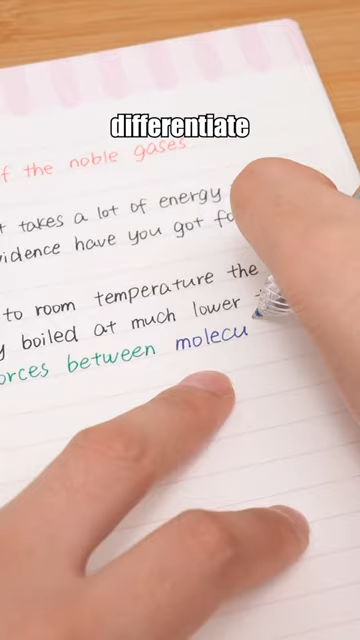 differentiate
f the noble gases
t takes a lot of energy
vidence have you got fo
to room temperature the
y boiled at much lower
orces between molecu